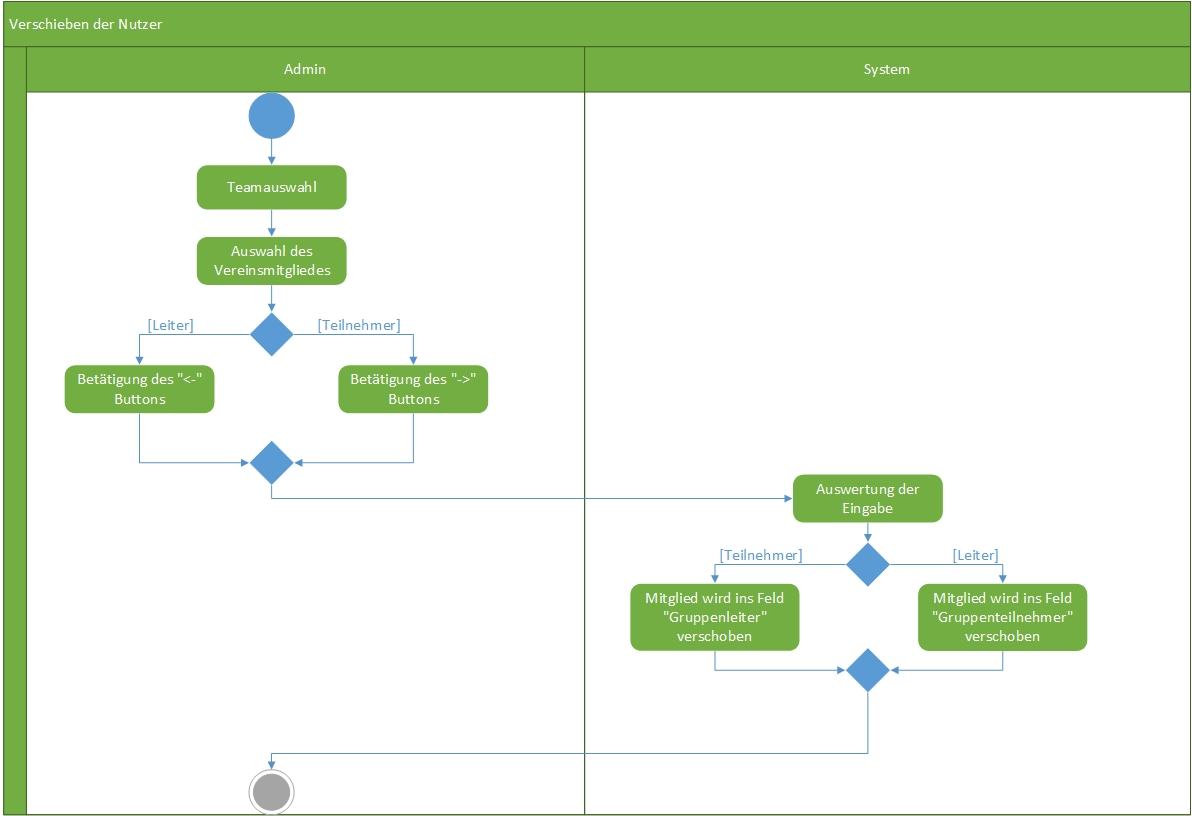 Verschieben der Nutzer
Admin
System
Teamauswahl
Auswahl des
Vereinsmitgliedes
[Leiter]
[Teilnehmer]
Betätigung des "<-"
Buttons
Betätigung des "->"
Buttons
Auswertung der
Eingabe
[Teilnehmer]
[Leiter]
Mitglied wird ins Feld
"Gruppenleiter"
verschoben
Mitglied wird ins Feld
"Gruppenteilnehmer"
verschoben